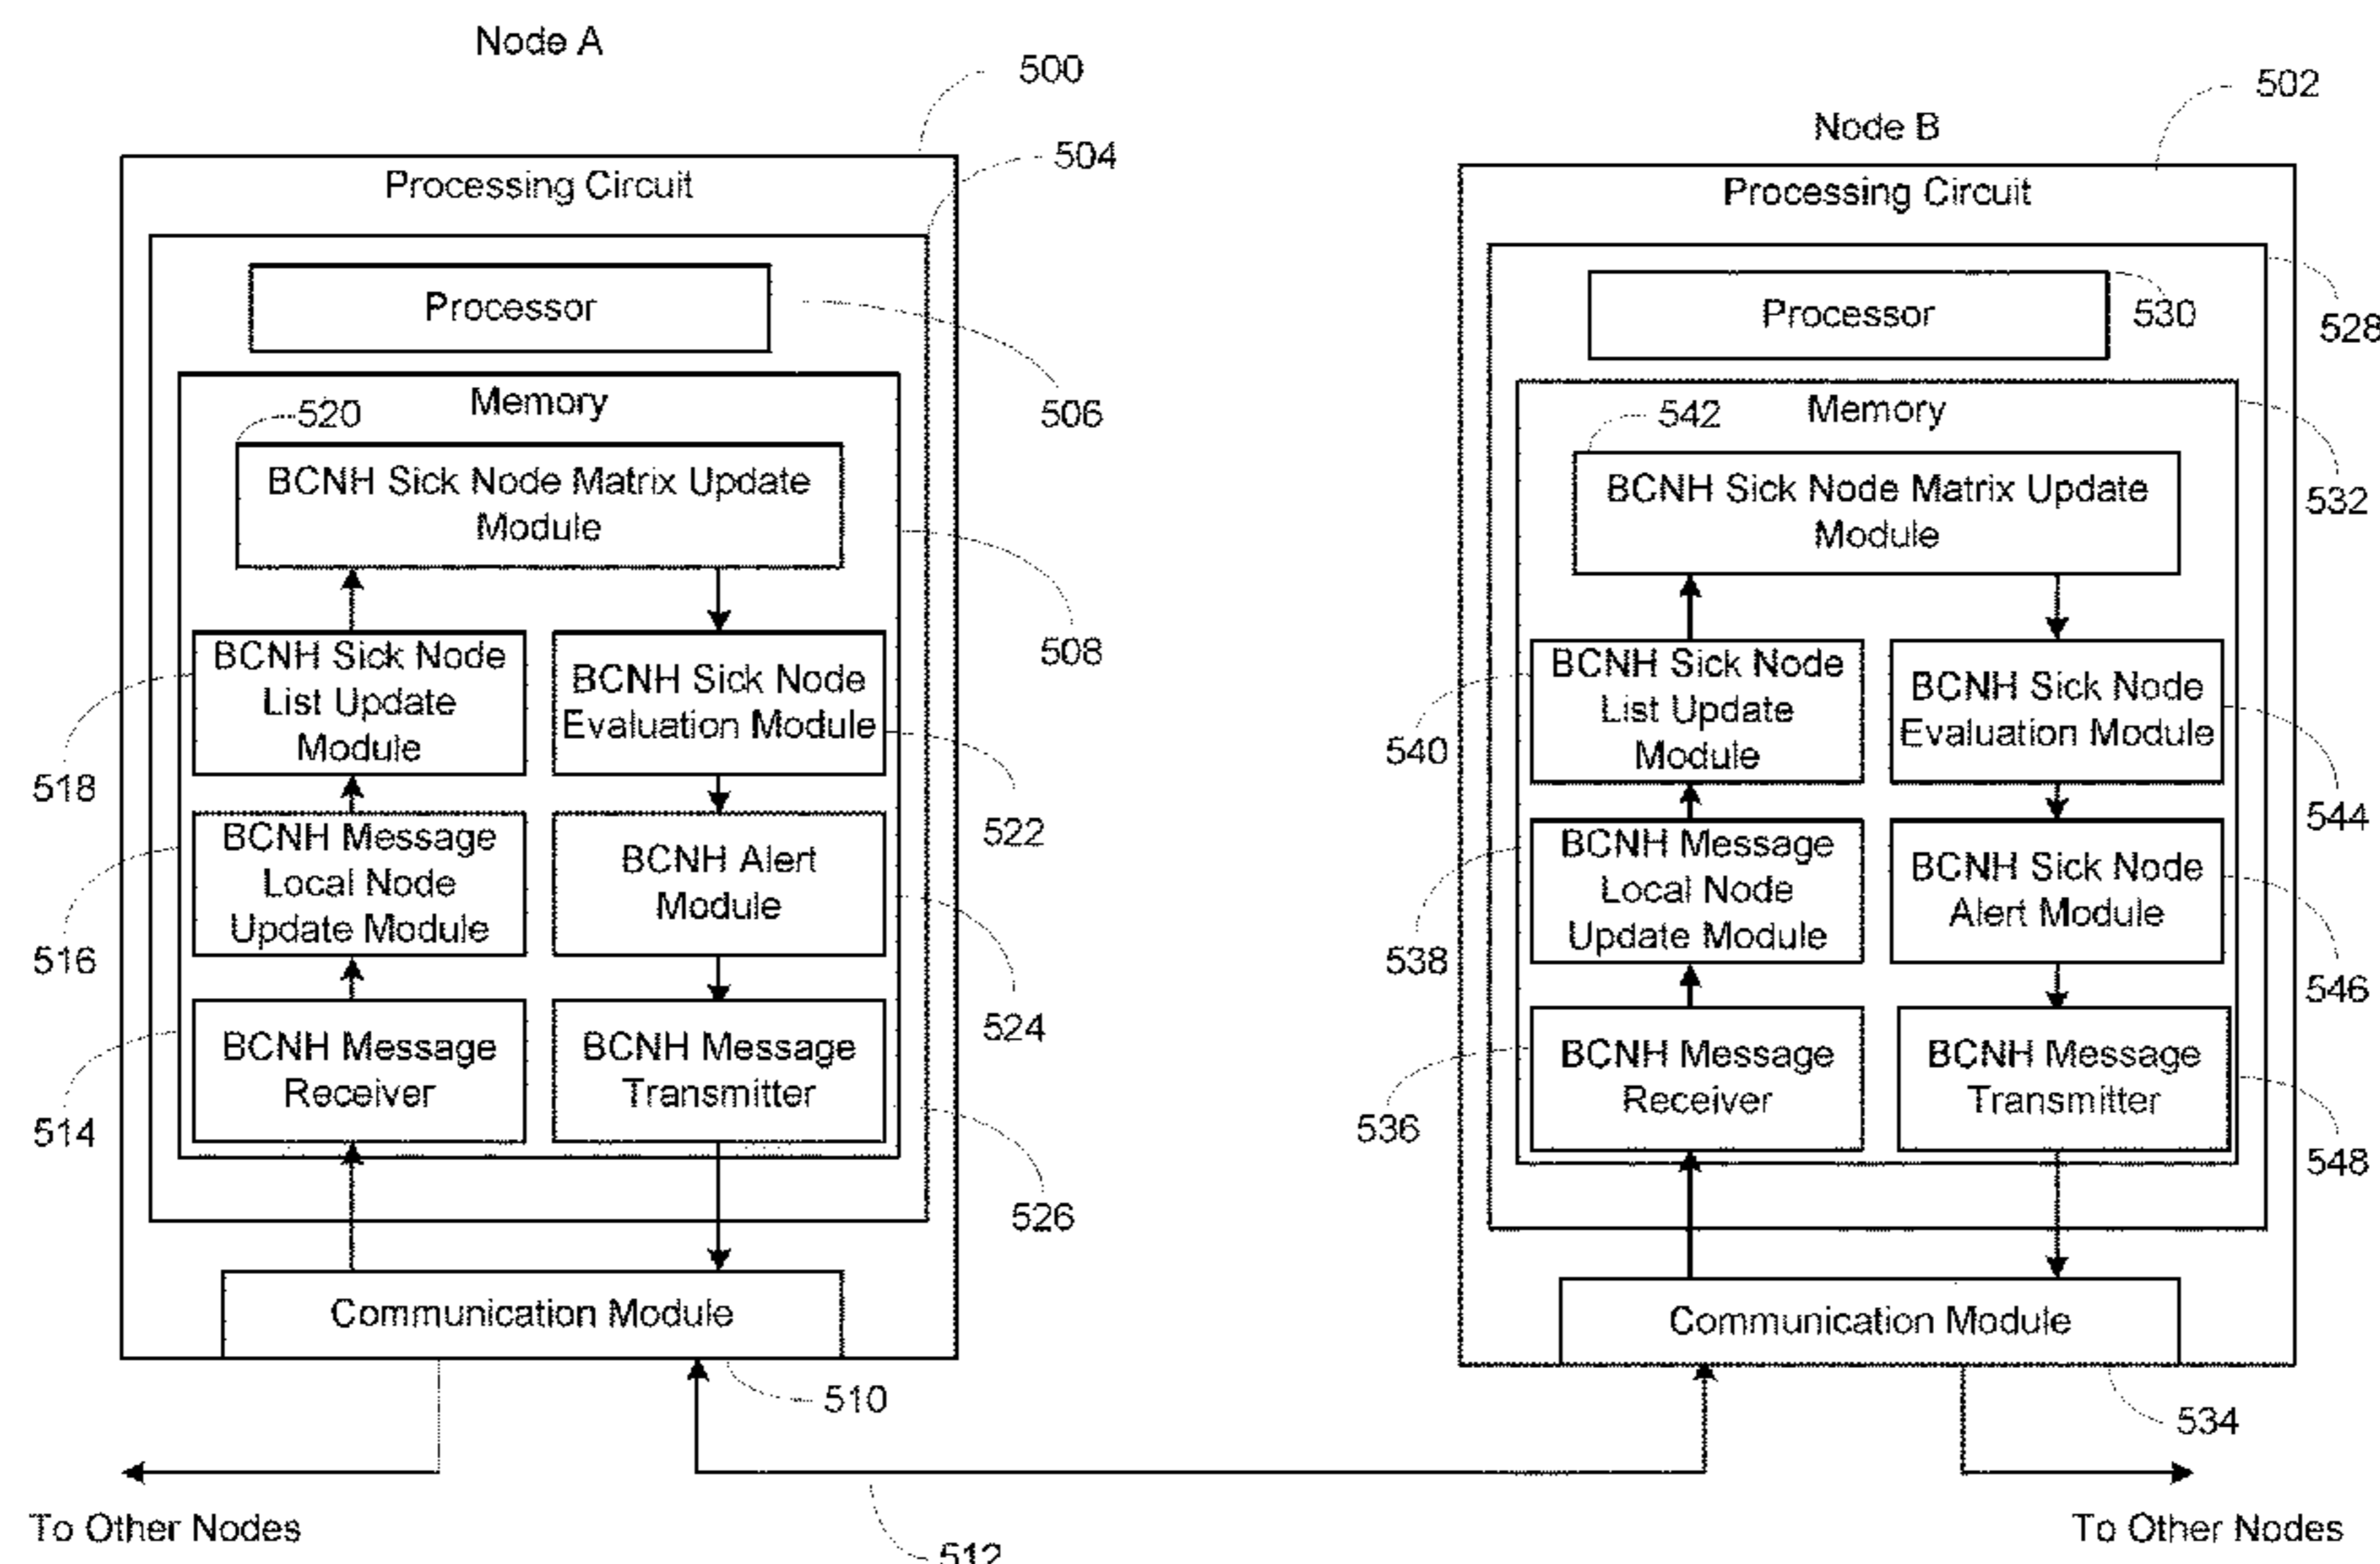 Node A
500
504
Processing Circuit
Processor
506
Memory
520
BCNH Sick Node Matrix Update
Module
508
BCNH Sick Node
List Update
Module
518
BCNH Sick Node
Evaluation Module
522
BCNH Message
Local Node
Update Module
516
BCNH Alert
Module
524
BCNH Message
Receiver
514
BCNH Message
Transmitter
526
Communication Module
510
To Other Nodes
512
Node B
502
Processing Circuit
528
Processor
530
Memory
532
542
BCNH Sick Node Matrix Update
Module
BCNH Sick Node
List Update
Module
540
BCNH Sick Node
Evaluation Module
544
BCNH Message
Local Node
Update Module
538
BCNH Sick Node
Alert Module
546
BCNH Message
Receiver
536
BCNH Message
Transmitter
548
Communication Module
534
To Other Nodes